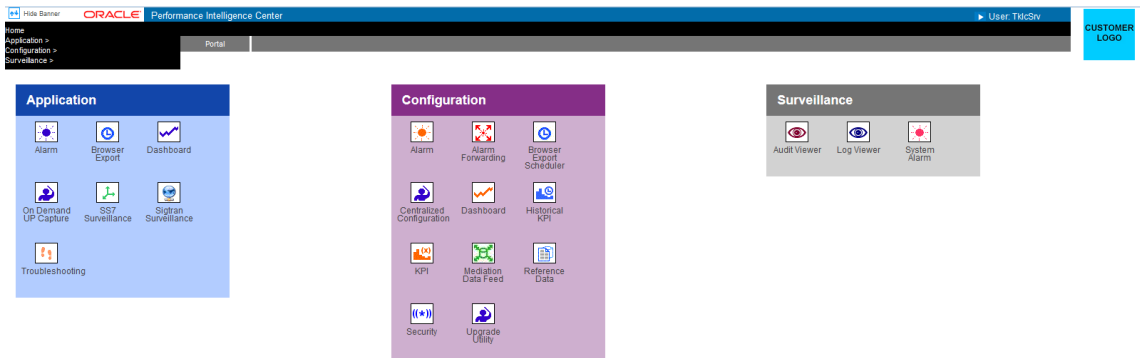 Hide Banner
ORACLE Performance Intelligence Center
User: TklcSrv
CUSTOMER
LOGO
Home
Application >
Configuration >
Surveillance >
Portal
Application
Alarm
Browser
Export
Dashboard
On Demand
UP Capture
SS7
Surveillance
Sigtran
Surveillance
Troubleshooting
Configuration
Alarm
Alarm
Forwarding
Browser
Export
Scheduler
Centralized
Configuration
Dashboard
Historical
KPI
KPI
Mediation
Data Feed
Reference
Data
Security
Upgrade
Utility
Surveillance
Audit Viewer
Log Viewer
System
Alarm